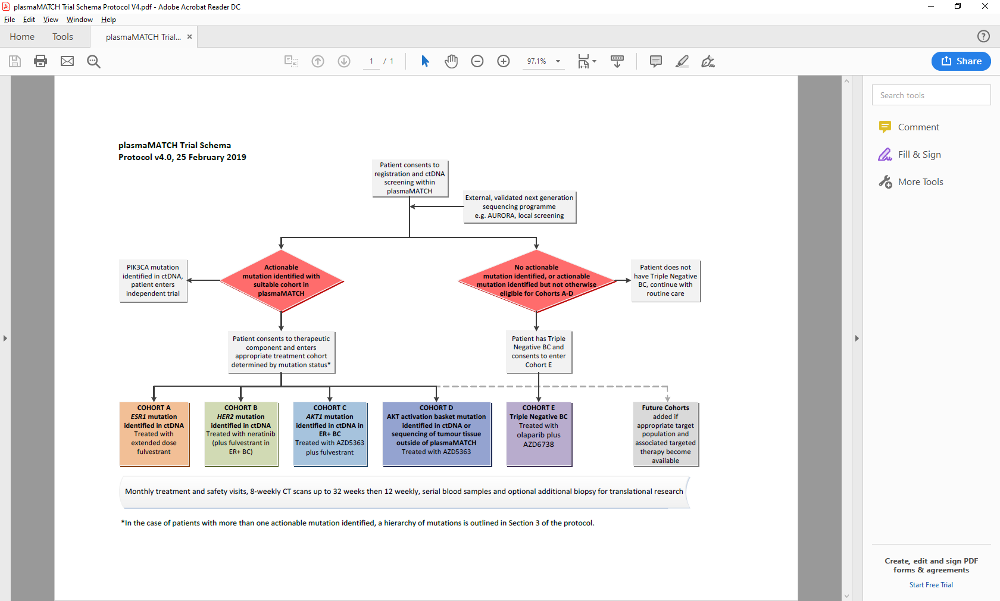 plasmaMATCH Trial Schema Protocol V4.pdf - Adobe Acrobat Reader DC
File Edit View Window Help
Home Tools plasmaMATCH Trial... ×
1 / 1 97.1% Share
Search tools
Comment
Fill & Sign
More Tools
Create, edit and sign PDF
forms & agreements
Start Free Trial
plasmaMATCH Trial Schema
Protocol v4.0, 25 February 2019
Patient consents to
registration and ctDNA
screening within
plasmaMATCH
External, validated next generation
sequencing programme
e.g. AURORA, local screening
PIK3CA mutation
identified in ctDNA,
patient enters
independent trial
Actionable
mutation identified with
suitable cohort in
plasmaMATCH
No actionable
mutation identified, or actionable
mutation identified but not otherwise
eligible for Cohorts A-D
Patient does not
have Triple Negative
BC, continue with
routine care
Patient consents to therapeutic
component and enters
appropriate treatment cohort
determined by mutation status*
Patient has Triple
Negative BC and
consents to enter
Cohort E
COHORT A
ESR1 mutation
identified in ctDNA
Treated with
extended dose
fulvestrant
COHORT B
HER2 mutation
identified in ctDNA
Treated with neratinib
(plus fulvestrant in
ER+ BC)
COHORT C
AKT1 mutation
identified in ctDNA in
ER+ BC
Treated with AZD5363
plus fulvestrant
COHORT D
AKT activation basket mutation
identified in ctDNA or
sequencing of tumour tissue
outside of plasmaMATCH
Treated with AZD5363
COHORT E
Triple Negative BC
Treated with
olaparib plus
AZD6738
Future Cohorts
added if
appropriate target
population and
associated targeted
therapy become
available
Monthly treatment and safety visits, 8-weekly CT scans up to 32 weeks then 12 weekly, serial blood samples and optional additional biopsy for translational research
*In the case of patients with more than one actionable mutation identified, a hierarchy of mutations is outlined in Section 3 of the protocol.